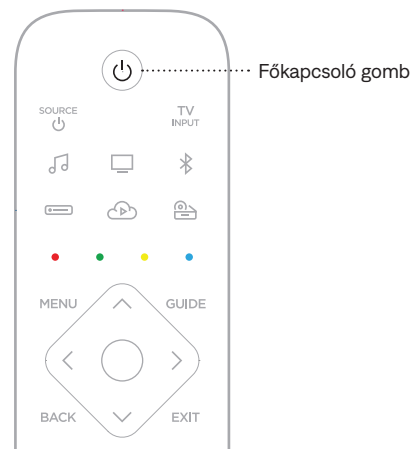 Főkapcsoló gomb
SOURCE
TV
INPUT
MENU
GUIDE
BACK
EXIT